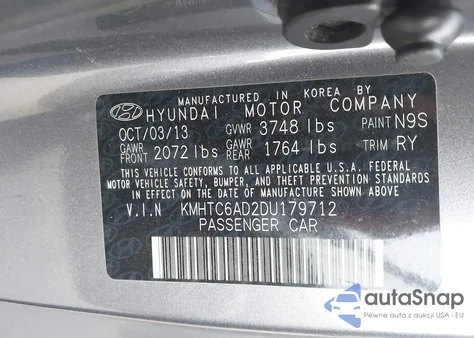 MANUFACTURED IN KOREA BY
HYUNDAI MOTOR COMPANY
OCT/03/13 GVWR 3748 lbs PAINT N9S
GAWR FRONT 2072 lbs GAWR REAR 1764 lbs TRIM RY
THIS VEHICLE CONFORMS TO ALL APPLICABLE U.S.A. FEDERAL
MOTOR VEHICLE SAFETY, BUMPER, AND THEFT PREVENTION STANDARDS
IN EFFECT ON THE DATE OF MANUFACTURE SHOWN ABOVE.
V.I.N KMHTC6AD2DU179712
PASSENGER CAR
autoSnap
Pewne auta z aukcji USA i EU